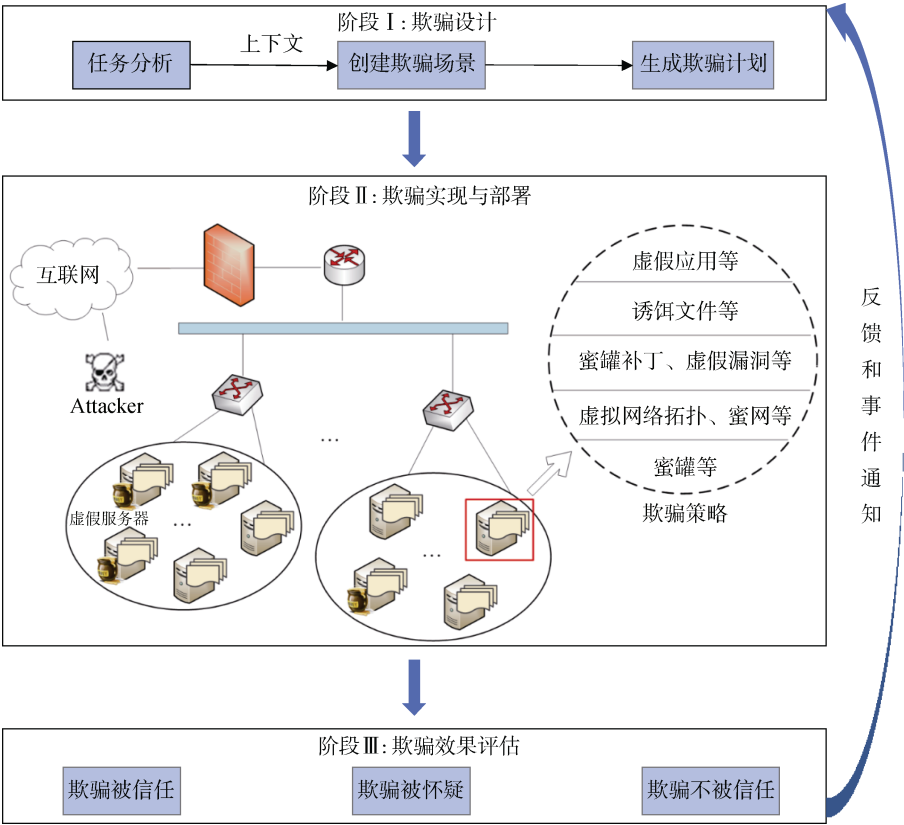 阶段Ⅰ:欺骗设计
任务分析
上下文
创建欺骗场景
生成欺骗计划
阶段Ⅱ:欺骗实现与部署
互联网
Attacker
...
虚假服务器
...
...
虚假应用等
诱饵文件等
蜜罐补丁、虚假漏洞等
虚拟网络拓扑、蜜网等
蜜罐等
欺骗策略
反馈和事件通知
阶段Ⅲ:欺骗效果评估
欺骗被信任
欺骗被怀疑
欺骗不被信任